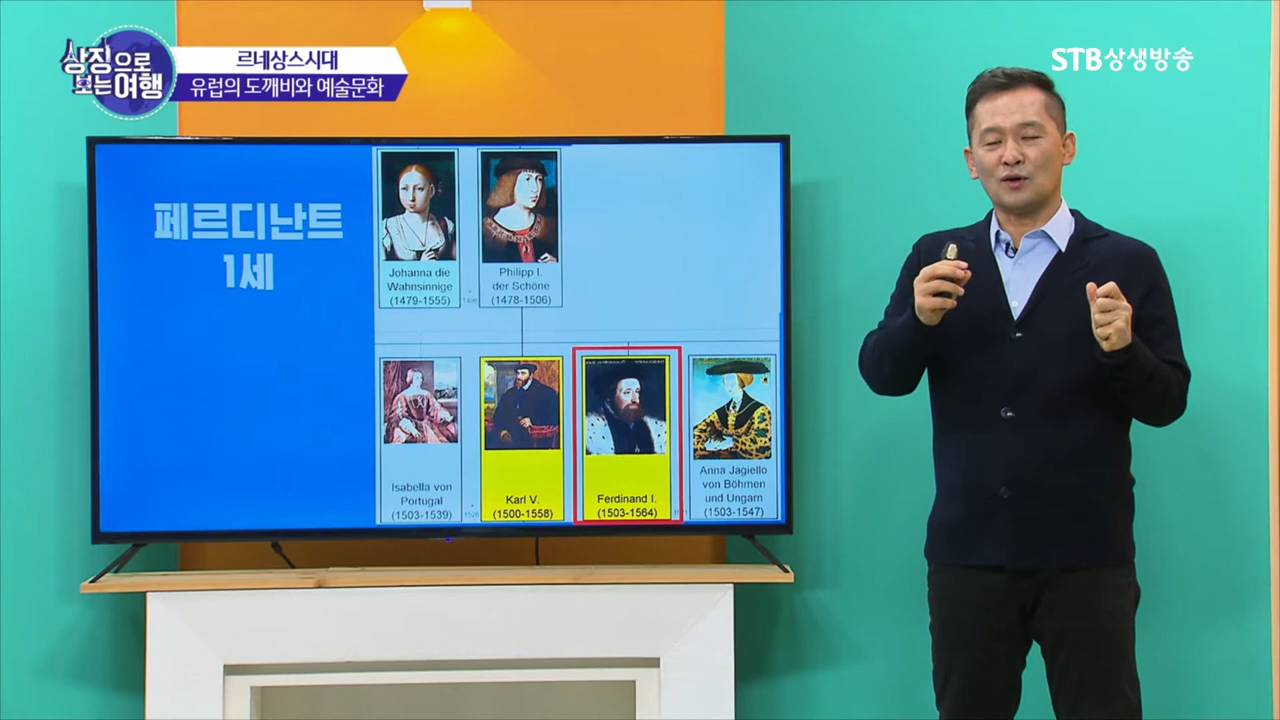 상징으로
보는여행
르네상스시대
유럽의 도깨비와 예술문화
STB상생방송
페르디난트
1세
Johanna die
Wahnsinnige
(1479-1555)
Philipp I.
der Schöne
(1478-1506)
Isabella von
Portugal
(1503-1539)
Karl V.
(1500-1558)
Ferdinand I.
(1503-1564)
Anna Jagiello
von Böhmen
und Ungarn
(1503-1547)